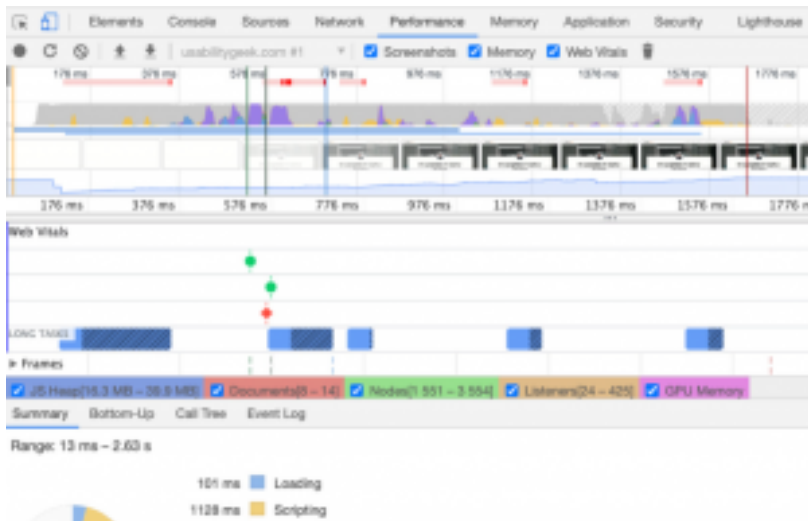 Elements Console Sources Network Performance Memory Application Security Lighthouse
usabilitygeek.com #1 Screenshots Memory Web Vitals
176 ms 376 ms 576 ms 776 ms 976 ms 1176 ms 1376 ms 1576 ms 1776 ms
176 ms 376 ms 576 ms 776 ms 976 ms 1176 ms 1376 ms 1576 ms 1776 m
Web Vitals
LONG TASKS
Frames
JS Heap[16.3 MB – 39.9 MB] Documents[8 – 14] Nodes[1 551 – 3 554] Listeners[24 – 425] GPU Memory
Summary Bottom-Up Call Tree Event Log
Range: 13 ms – 2.63 s
101 ms Loading
1128 ms Scripting